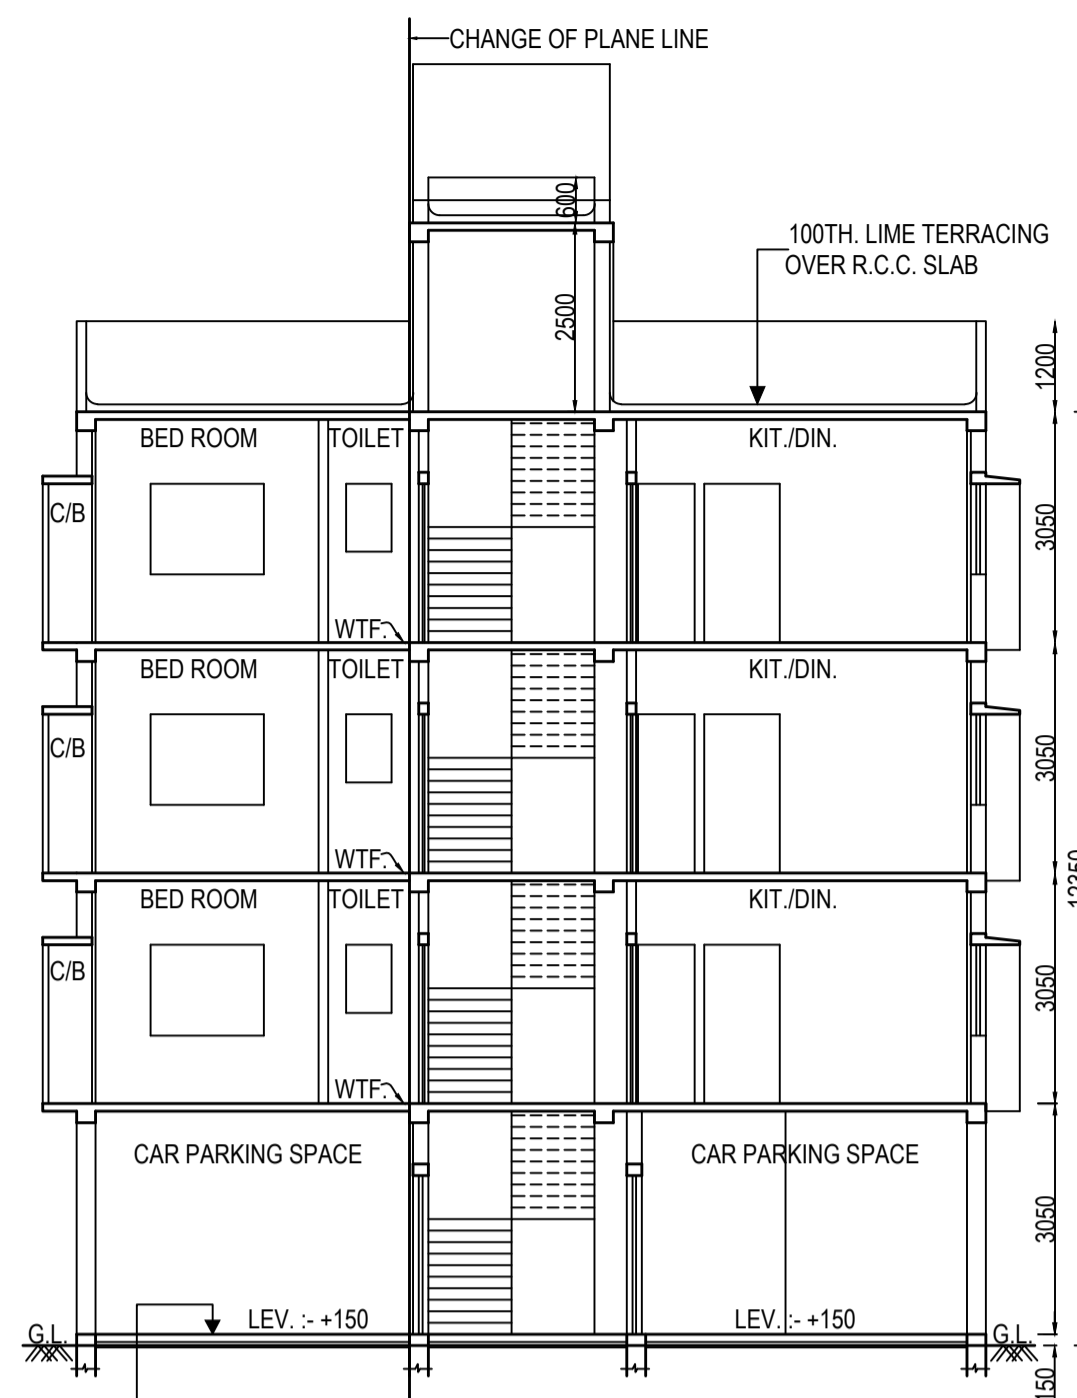 CHANGE OF PLANE LINE
600
100TH. LIME TERRACING
OVER R.C.C. SLAB
2500
1200
BED ROOM TOILET KIT./DIN.
C/B
3050
WTF.
BED ROOM TOILET KIT./DIN.
C/B
3050
WTF.
12350
BED ROOM TOILET KIT./DIN.
C/B
3050
WTF.
CAR PARKING SPACE CAR PARKING SPACE
3050
LEV. :- +150 LEV. :- +150
G.L. G.L.
150